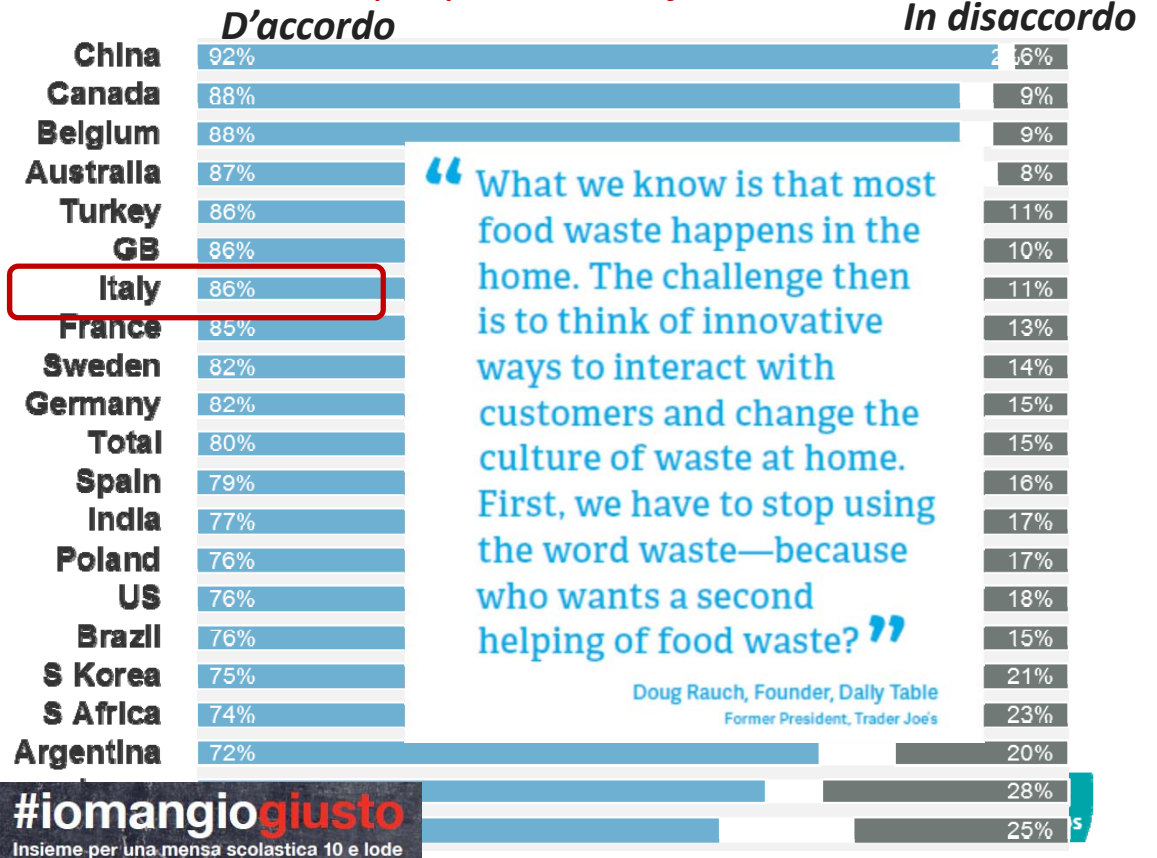 D'accordo In disaccordo
China 92% 6%
Canada 88% 9%
Belgium 88% 9%
Australia 87% 8%
Turkey 86% 11%
GB 86% 10%
Italy 86% 11%
France 85% 13%
Sweden 82% 14%
Germany 82% 15%
Total 80% 15%
Spain 79% 16%
India 77% 17%
Poland 76% 17%
US 76% 18%
Brazil 76% 15%
S Korea 75% 21%
S Africa 74% 23%
Argentina 72% 20%
28%
25%
“ What we know is that most
food waste happens in the
home. The challenge then
is to think of innovative
ways to interact with
customers and change the
culture of waste at home.
First, we have to stop using
the word waste—because
who wants a second
helping of food waste? ”
Doug Rauch, Founder, Daily Table
Former President, Trader Joe's
#iomangiogiusto
Insieme per una mensa scolastica 10 e lode